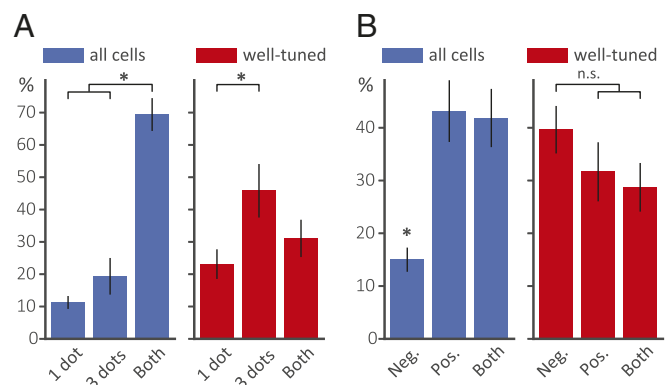 A
B
all cells
well-tuned
all cells
well-tuned
%
*
*
%
n.s.
70
60
50
40
30
20
10
0
40
30
20
10
0
*
1 dot
3 dots
Both
1 dot
3 dots
Both
Neg.
Pos.
Both
Neg.
Pos.
Both